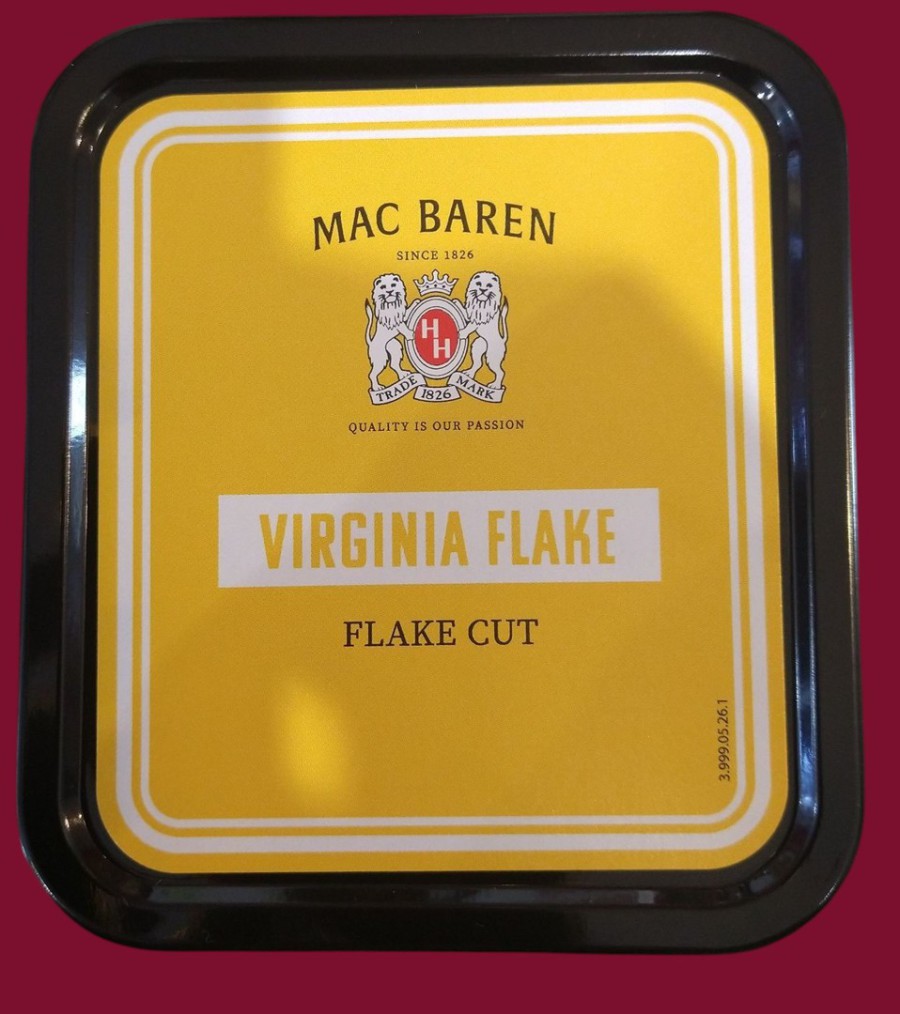 MAC BAREN
SINCE 1826
H
H
TRADE 1826 MARK
QUALITY IS OUR PASSION
VIRGINIA FLAKE
FLAKE CUT
3.999.05.26.1